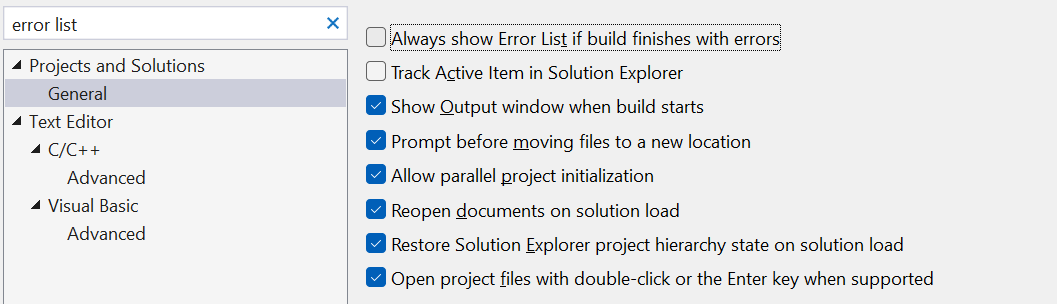 error list
Projects and Solutions
General
Text Editor
C/C++
Advanced
Visual Basic
Advanced
Always show Error List if build finishes with errors
Track Active Item in Solution Explorer
Show Output window when build starts
Prompt before moving files to a new location
Allow parallel project initialization
Reopen documents on solution load
Restore Solution Explorer project hierarchy state on solution load
Open project files with double-click or the Enter key when supported